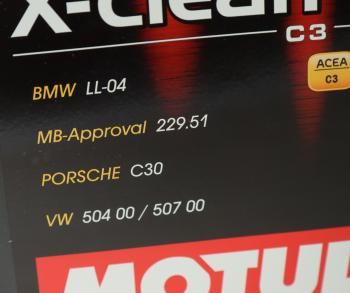 X-clean
C3
ACEA
C3
BMW LL-04
MB-Approval 229.51
PORSCHE C30
VW 504 00 / 507 00
MOTUL